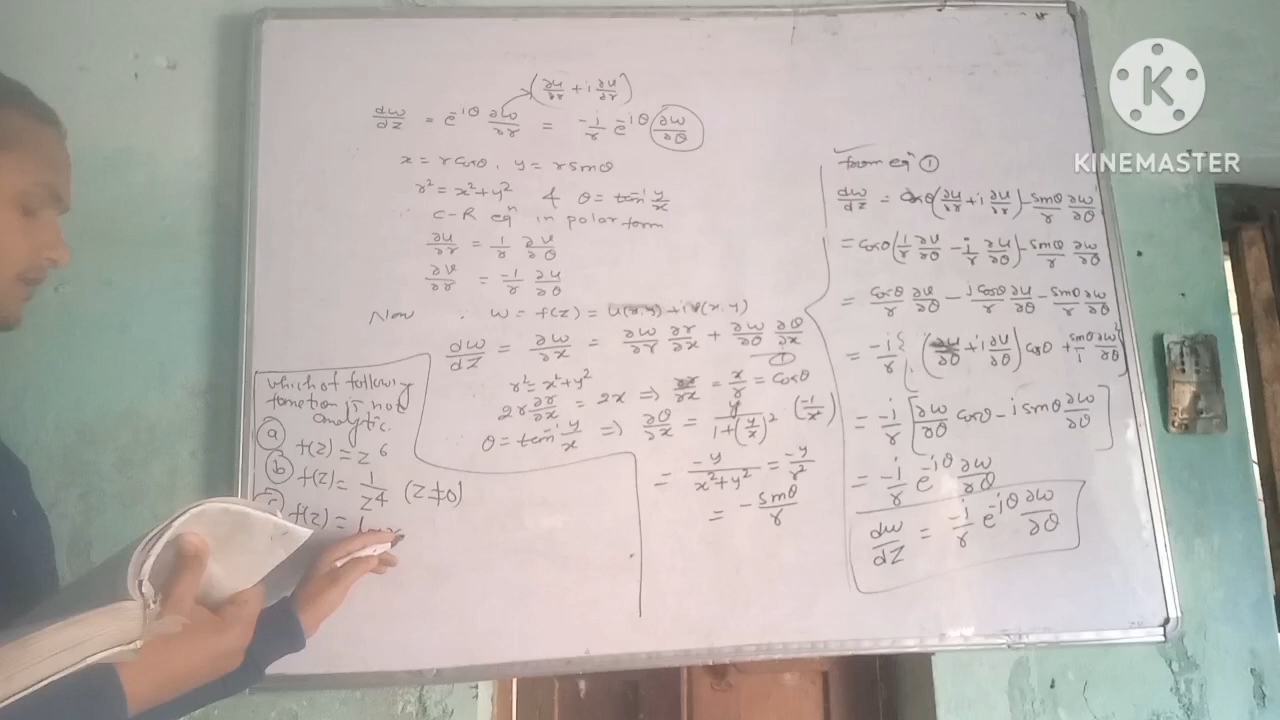 (∂u/∂r + i ∂v/∂r)
dw/dz = e^-iθ ∂w/∂r = -i/r e^-iθ ∂w/∂θ
x = r cosθ, y = r sinθ
r² = x²+y² & θ = tan⁻¹ y/x
∴ C-R eqⁿ in polar form
∂u/∂r = 1/r ∂v/∂θ
∂v/∂r = -1/r ∂u/∂θ
Now ∵ w = f(z) = u(x,y)+iv(x,y)
dw/dz = ∂w/∂x = ∂w/∂r ∂r/∂x + ∂w/∂θ ∂θ/∂x
①
r² = x²+y²
2r ∂r/∂x = 2x ⇒ ∂r/∂x = x/r = cosθ
∵ θ = tan⁻¹ y/x ⇒ ∂θ/∂x = y/(1+(y/x)²) (-1/x²)
= -y/(x²+y²) = -y/r²
= -sinθ/r
which of following
function is not
analytic.
ⓐ f(z) = z⁶
ⓑ f(z) = 1/z⁴ (z≠0)
ⓒ f(z) =
from eqⁿ ①
dw/dz = cosθ(∂u/∂r + i ∂v/∂r) - sinθ/r ∂w/∂θ
= cosθ(1/r ∂v/∂θ - i/r ∂u/∂θ) - sinθ/r ∂w/∂θ
= cosθ/r ∂v/∂θ - i cosθ/r ∂u/∂θ - sinθ/r ∂w/∂θ
= -i/r {(∂u/∂θ + i ∂v/∂θ) cosθ + sinθ/i ∂w/∂θ}
= -i/r [∂w/∂θ cosθ - i sinθ ∂w/∂θ]
= -i/r e^-iθ ∂w/∂θ
dw/dz = -i/r e^-iθ ∂w/∂θ
K
KINEMASTER